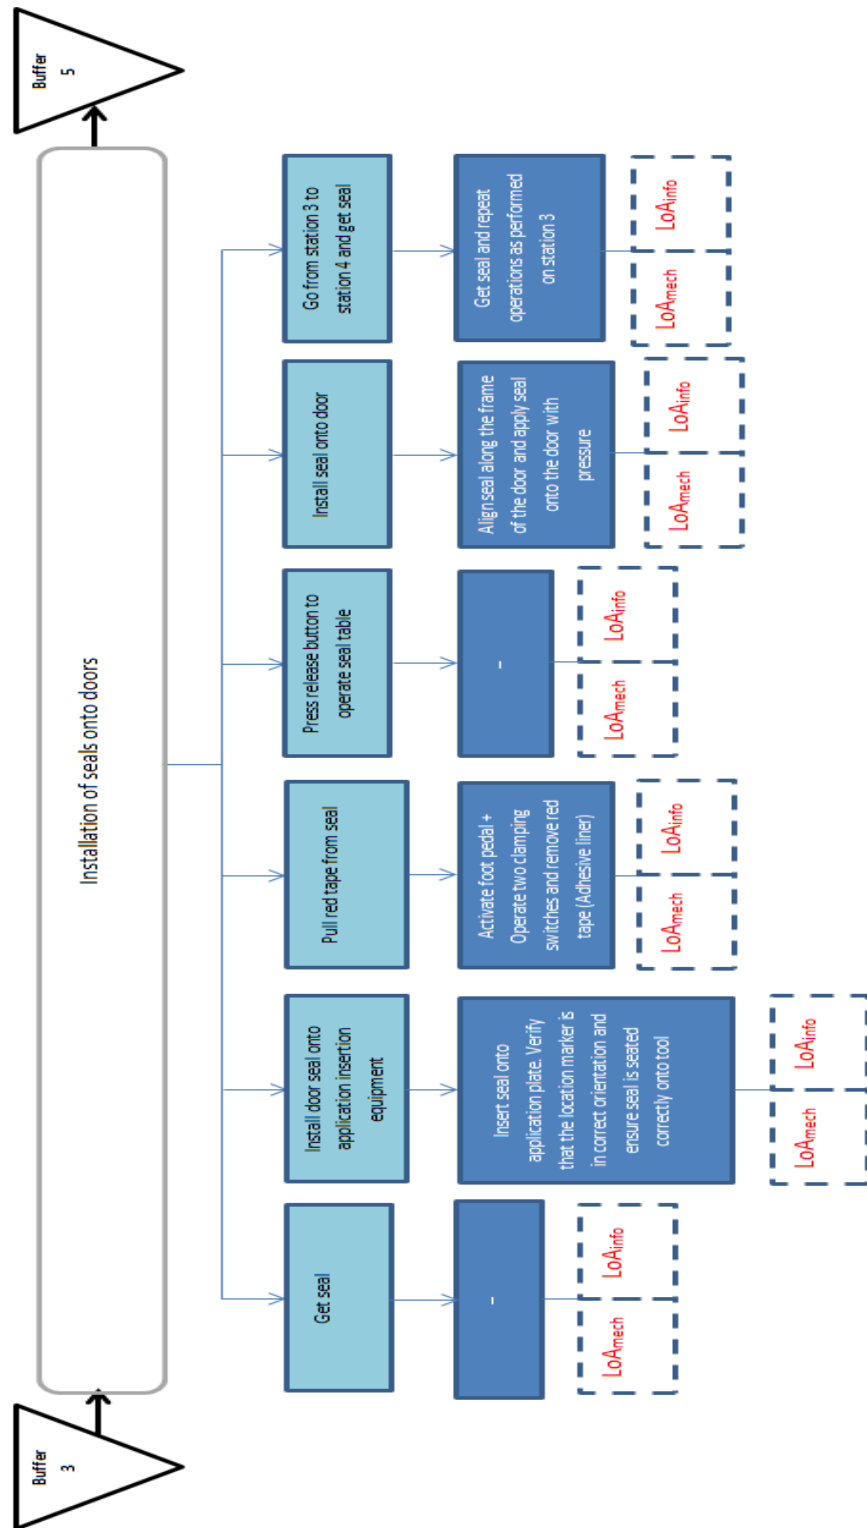 Buffer
3
Installation of seals onto doors
Buffer
5
Get seal
Install door seal onto
application insertion
equipment
Pull red tape from seal
Press release button to
operate seal table
Install seal onto door
Go from station 3 to
station 4 and get seal
–
Insert seal onto
application plate. Verify
that the location marker is
in correct orientation and
ensure seal is seated
correctly onto tool
Activate foot pedal +
Operate two clamping
switches and remove red
tape (Adhesive liner)
–
Align seal along the frame
of the door and apply seal
onto the door with
pressure
Get seal and repeat
operations as performed
on station 3
LoAmech
LoAinfo
LoAmech
LoAinfo
LoAmech
LoAinfo
LoAmech
LoAinfo
LoAmech
LoAinfo
LoAmech
LoAinfo